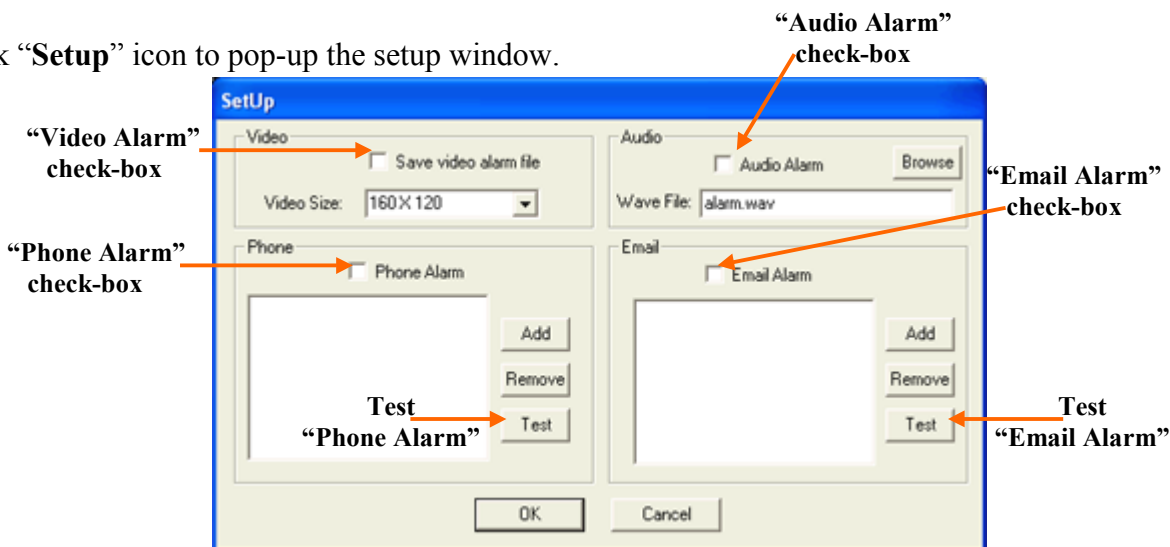 “Audio Alarm”
check-box
k “Setup” icon to pop-up the setup window.
SetUp
“Video Alarm”
check-box
Video
Save video alarm file
Video Size: 160 X 120
Audio
Audio Alarm
Browse
Wave File: alarm.wav
“Email Alarm”
check-box
“Phone Alarm”
check-box
Phone
Phone Alarm
Add
Remove
Test
Test
“Phone Alarm”
Email
Email Alarm
Add
Remove
Test
Test
“Email Alarm”
OK
Cancel